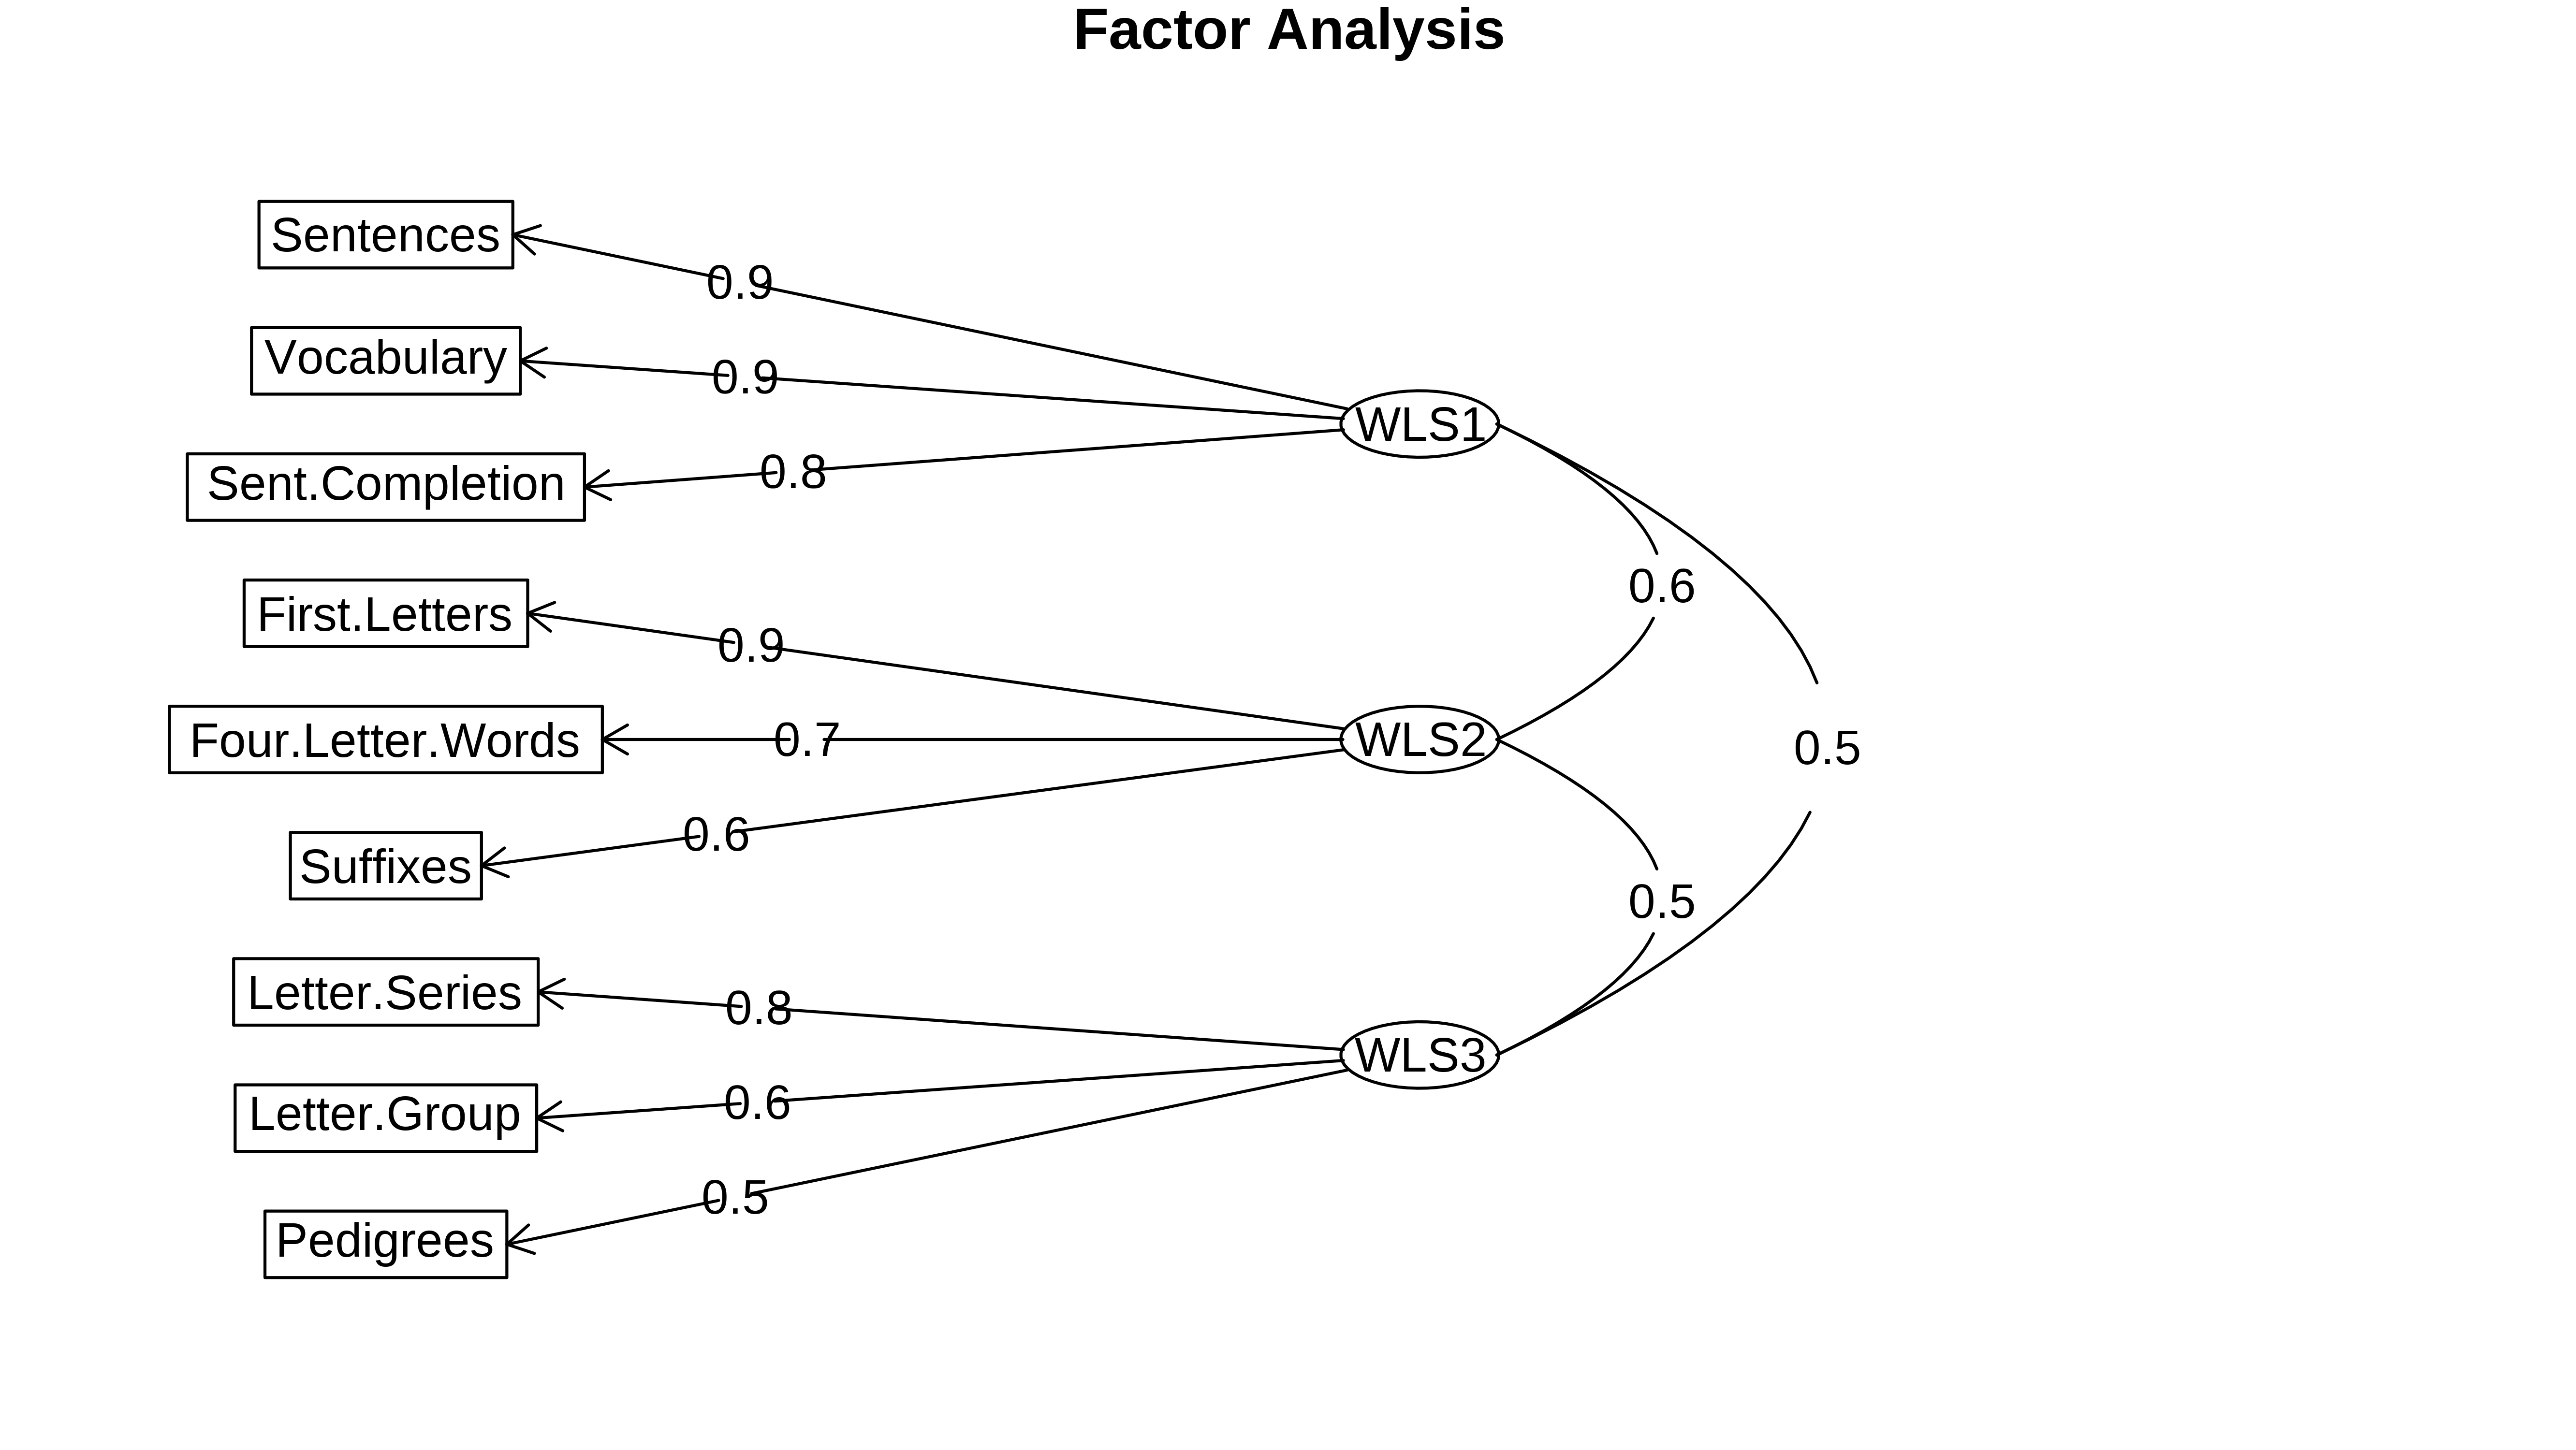 Factor Analysis
Sentences
0.9
Vocabulary
0.9
WLS1
Sent.Completion
0.8
0.6
First.Letters
0.9
Four.Letter.Words
0.7
WLS2
0.5
Suffixes
0.6
0.5
Letter.Series
0.8
WLS3
Letter.Group
0.6
Pedigrees
0.5